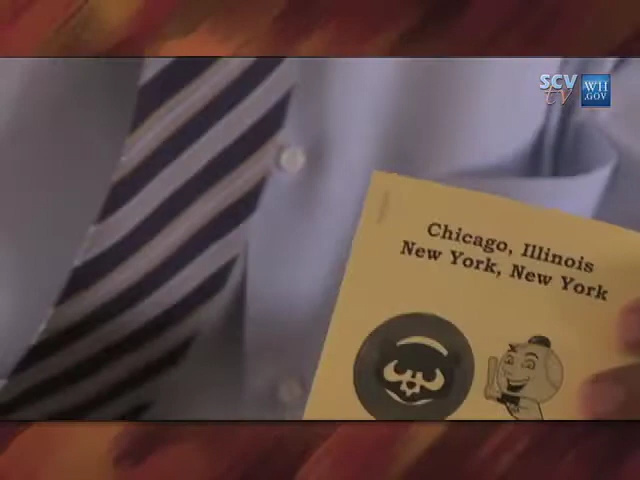 SCV
tv
WH
.GOV
Chicago, Illinois
New York, New York